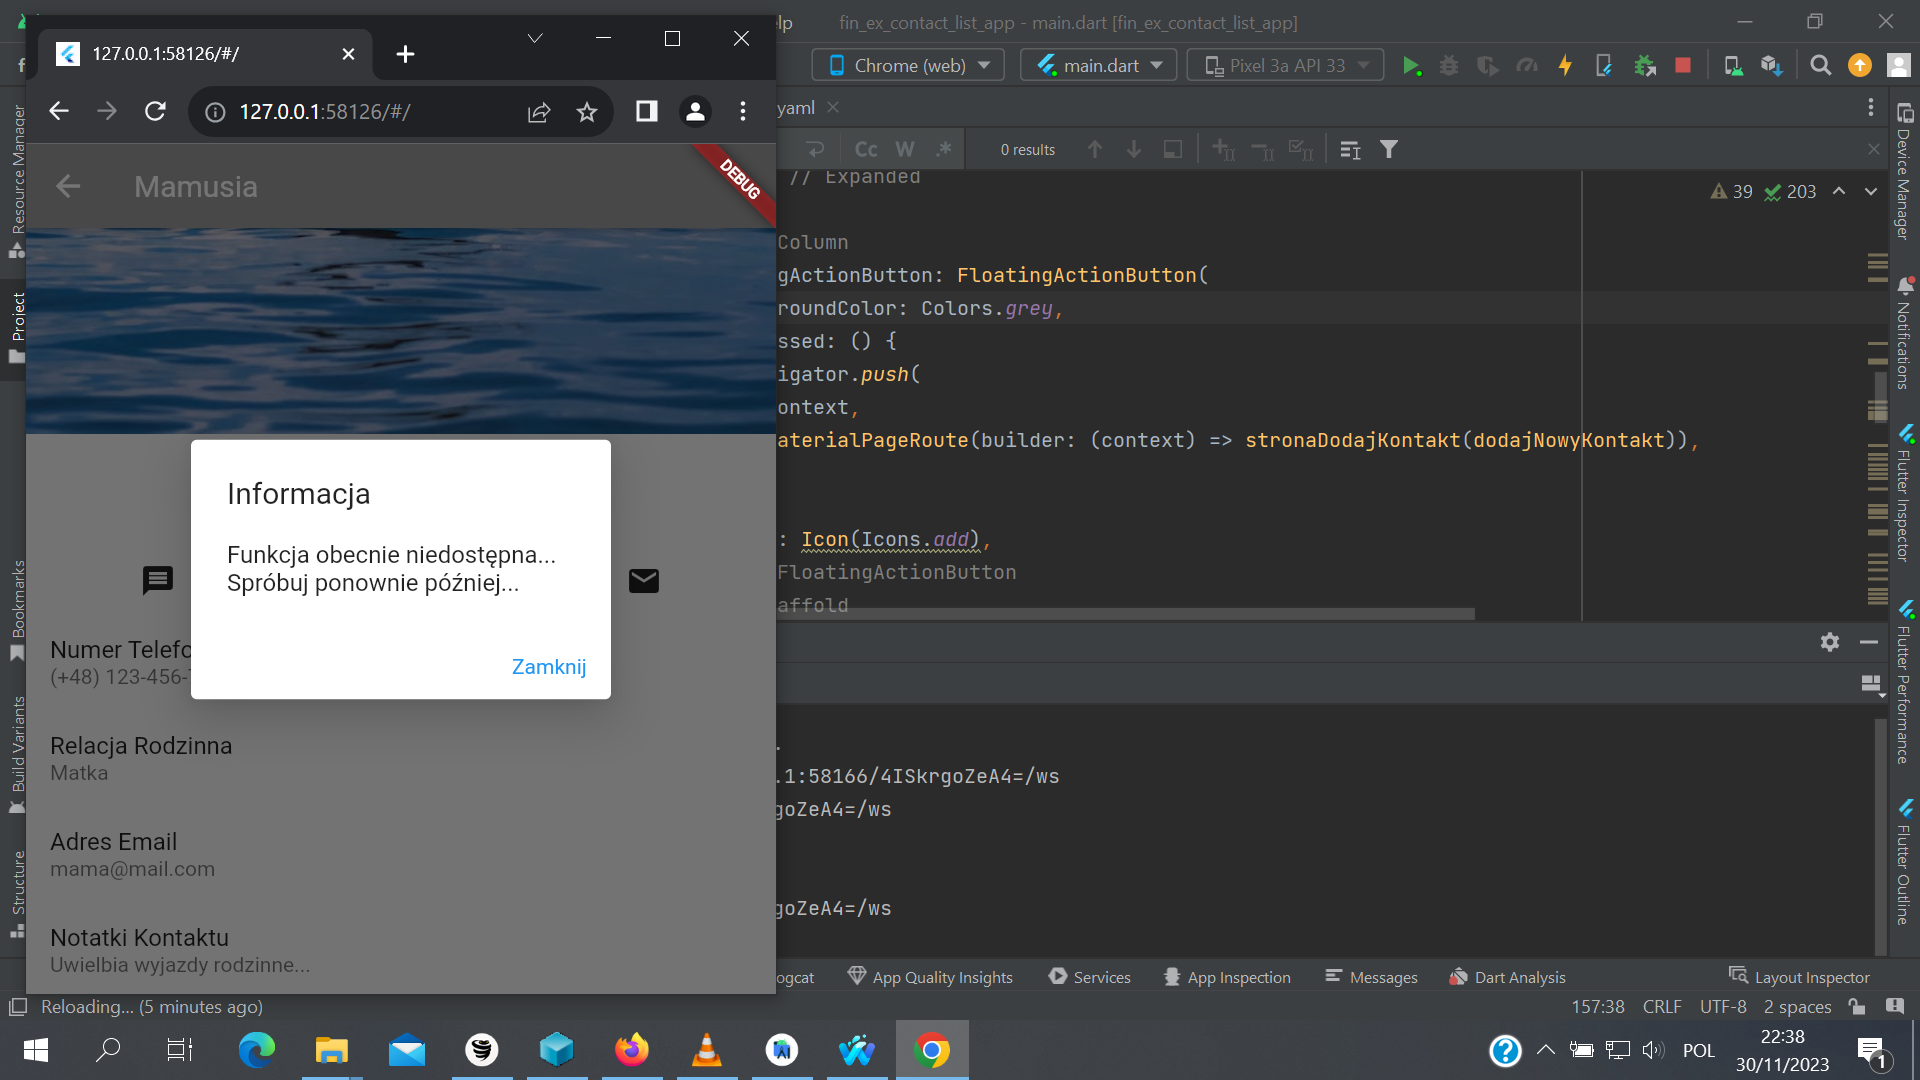 127.0.0.1:58126/#/
127.0.0.1:58126/#/
Mamusia
DEBUG
Informacja
Funkcja obecnie niedostępna...
Spróbuj ponownie później...
Zamknij
Numer Telefo
(+48) 123-456-
Relacja Rodzinna
Matka
Adres Email
mama@mail.com
Notatki Kontaktu
Uwielbia wyjazdy rodzinne...
lp
fin_ex_contact_list_app - main.dart [fin_ex_contact_list_app]
Chrome (web)
main.dart
Pixel 3a API 33
yaml
Cc W .*
0 results
39
203
// Expanded
Column
gActionButton: FloatingActionButton(
roundColor: Colors.grey,
ssed: () {
igator.push(
ontext,
aterialPageRoute(builder: (context) => stronaDodajKontakt(dodajNowyKontakt)),
: Icon(Icons.add),
FloatingActionButton
affold
.
.1:58166/4ISkrgoZeA4=/ws
goZeA4=/ws
goZeA4=/ws
Resource Manager
Project
Bookmarks
Build Variants
Structure
Device Manager
Notifications
Flutter Inspector
Flutter Performance
Flutter Outline
ogcat
App Quality Insights
Services
App Inspection
Messages
Dart Analysis
Layout Inspector
Reloading... (5 minutes ago)
157:38
CRLF
UTF-8
2 spaces
POL
22:38
30/11/2023
1